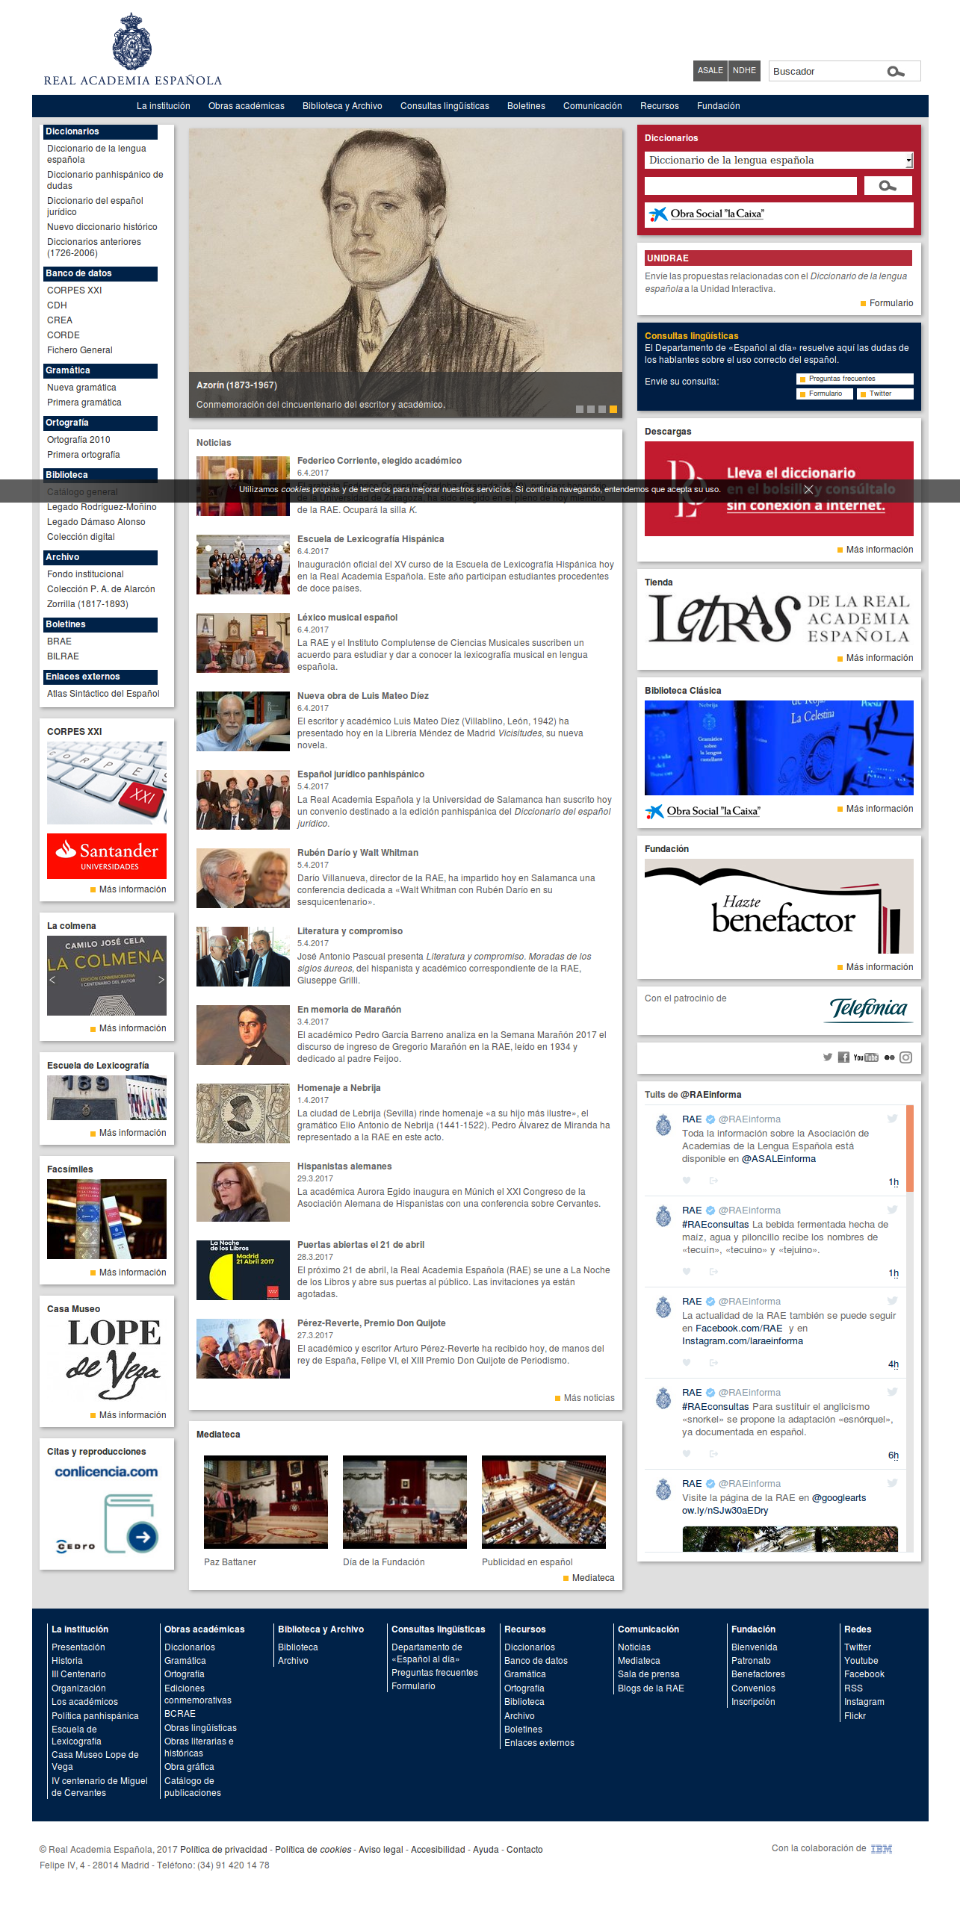 REAL ACADEMIA ESPAÑOLA
ASALE NDHE Buscador
La institución Obras académicas Biblioteca y Archivo Consultas lingüísticas Boletines Comunicación Recursos Fundación
Diccionarios
Diccionario de la lengua
española
Diccionario panhispánico de
dudas
Diccionario del español
jurídico
Nuevo diccionario histórico
Diccionarios anteriores
(1726-2006)
Banco de datos
CORPES XXI
CDH
CREA
CORDE
Fichero General
Gramática
Nueva gramática
Primera gramática
Ortografía
Ortografía 2010
Primera ortografía
Biblioteca
Catálogo general
Legado Rodríguez-Moñino
Legado Dámaso Alonso
Colección digital
Archivo
Fondo institucional
Colección P. A. de Alarcón
Zorrilla (1817-1893)
Boletines
BRAE
BILRAE
Enlaces externos
Atlas Sintáctico del Español
CORPES XXI
CORPES
XXI
Santander
UNIVERSIDADES
Más información
La colmena
CAMILO JOSÉ CELA
LA COLMENA
EDICIÓN CONMEMORATIVA
I CENTENARIO DEL AUTOR
Más información
Escuela de Lexicografía
189
Más información
Facsímiles
Más información
Casa Museo
LOPE
de Vega
Más información
Citas y reproducciones
conlicencia.com
CEDRO
Azorín (1873-1967)
Conmemoración del cincuentenario del escritor y académico.
Noticias
Federico Corriente, elegido académico
6.4.2017
Utilizamos cookies propias y de terceros para mejorar nuestros servicios. Si continúa navegando, entendemos que acepta su uso.
de la Universidad de Zaragoza, ha sido elegido en el pleno de hoy miembro
de la RAE. Ocupará la silla K.
Escuela de Lexicografía Hispánica
6.4.2017
Inauguración oficial del XV curso de la Escuela de Lexicografía Hispánica hoy
en la Real Academia Española. Este año participan estudiantes procedentes
de doce países.
Léxico musical español
6.4.2017
La RAE y el Instituto Complutense de Ciencias Musicales suscriben un
acuerdo para estudiar y dar a conocer la lexicografía musical en lengua
española.
Nueva obra de Luis Mateo Díez
6.4.2017
El escritor y académico Luis Mateo Díez (Villablino, León, 1942) ha
presentado hoy en la Librería Méndez de Madrid Vicisitudes, su nueva
novela.
Español jurídico panhispánico
5.4.2017
La Real Academia Española y la Universidad de Salamanca han suscrito hoy
un convenio destinado a la edición panhispánica del Diccionario del español
jurídico.
Rubén Darío y Walt Whitman
5.4.2017
Darío Villanueva, director de la RAE, ha impartido hoy en Salamanca una
conferencia dedicada a «Walt Whitman con Rubén Darío en su
sesquicentenario».
Literatura y compromiso
5.4.2017
José Antonio Pascual presenta Literatura y compromiso. Moradas de los
siglos áureos, del hispanista y académico correspondiente de la RAE,
Giuseppe Grilli.
En memoria de Marañón
3.4.2017
El académico Pedro García Barreno analiza en la Semana Marañón 2017 el
discurso de ingreso de Gregorio Marañón en la RAE, leído en 1934 y
dedicado al padre Feijoo.
Homenaje a Nebrija
1.4.2017
La ciudad de Lebrija (Sevilla) rinde homenaje «a su hijo más ilustre», el
gramático Elio Antonio de Nebrija (1441-1522). Pedro Álvarez de Miranda ha
representado a la RAE en este acto.
Hispanistas alemanes
29.3.2017
La académica Aurora Egido inaugura en Múnich el XXI Congreso de la
Asociación Alemana de Hispanistas con una conferencia sobre Cervantes.
La Noche
de los Libros
Madrid
21 Abril 2017
Puertas abiertas el 21 de abril
28.3.2017
El próximo 21 de abril, la Real Academia Española (RAE) se une a La Noche
de los Libros y abre sus puertas al público. Las invitaciones ya están
agotadas.
Pérez-Reverte, Premio Don Quijote
27.3.2017
El académico y escritor Arturo Pérez-Reverte ha recibido hoy, de manos del
rey de España, Felipe VI, el XIII Premio Don Quijote de Periodismo.
Más noticias
Mediateca
Paz Battaner Día de la Fundación Publicidad en español
Mediateca
Diccionarios
Diccionario de la lengua española
Obra Social "la Caixa"
UNIDRAE
Envíe las propuestas relacionadas con el Diccionario de la lengua
española a la Unidad Interactiva.
Formulario
Consultas lingüísticas
El Departamento de «Español al día» resuelve aquí las dudas de
los hablantes sobre el uso correcto del español.
Envíe su consulta: Preguntas frecuentes
Formulario Twitter
Descargas
Lleva el diccionario
en el bolsillo y consúltalo
sin conexión a internet.
Más información
Tienda
LETRAS DE LA REAL
ACADEMIA
ESPAÑOLA
Más información
Biblioteca Clásica
La Celestina
Gramática
sobre
la lengua
castellana
Poesía
Obra Social "la Caixa"
Más información
Fundación
Hazte
benefactor
Más información
Con el patrocinio de Telefónica
YouTube
Tuits de @RAEinforma
RAE @RAEinforma
Toda la información sobre la Asociación de
Academias de la Lengua Española está
disponible en @ASALEinforma
1h
RAE @RAEinforma
#RAEconsultas La bebida fermentada hecha de
maíz, agua y piloncillo recibe los nombres de
«tecuín», «tecuino» y «tejuino».
1h
RAE @RAEinforma
La actualidad de la RAE también se puede seguir
en Facebook.com/RAE y en
Instagram.com/laraeinforma
4h
RAE @RAEinforma
#RAEconsultas Para sustituir el anglicismo
«snorkel» se propone la adaptación «esnórquel»,
ya documentada en español.
6h
RAE @RAEinforma
Visite la página de la RAE en @googlearts
ow.ly/nSJw30aEDry
La institución
Presentación
Historia
III Centenario
Organización
Los académicos
Política panhispánica
Escuela de
Lexicografía
Casa Museo Lope de
Vega
IV centenario de Miguel
de Cervantes
Obras académicas
Diccionarios
Gramática
Ortografía
Ediciones
conmemorativas
BCRAE
Obras lingüísticas
Obras literarias e
históricas
Obra gráfica
Catálogo de
publicaciones
Biblioteca y Archivo
Biblioteca
Archivo
Consultas lingüísticas
Departamento de
«Español al día»
Preguntas frecuentes
Formulario
Recursos
Diccionarios
Banco de datos
Gramática
Ortografía
Biblioteca
Archivo
Boletines
Enlaces externos
Comunicación
Noticias
Mediateca
Sala de prensa
Blogs de la RAE
Fundación
Bienvenida
Patronato
Benefactores
Convenios
Inscripción
Redes
Twitter
Youtube
Facebook
RSS
Instagram
Flickr
© Real Academia Española, 2017 Política de privacidad - Política de cookies - Aviso legal - Accesibilidad - Ayuda - Contacto
Felipe IV, 4 - 28014 Madrid - Teléfono: (34) 91 420 14 78
Con la colaboración de IBM